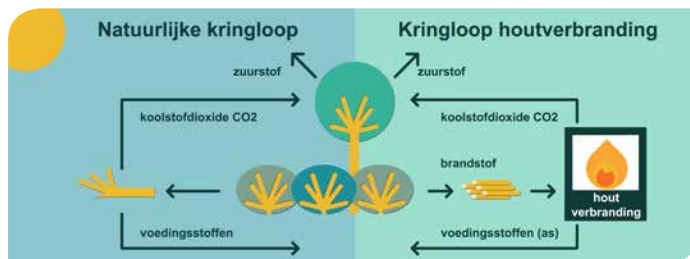 Natuurlijke kringloop
Kringloop houtverbranding
zuurstof
zuurstof
koolstofdioxide CO2
koolstofdioxide CO2
brandstof
hout
verbranding
voedingsstoffen
voedingsstoffen (as)